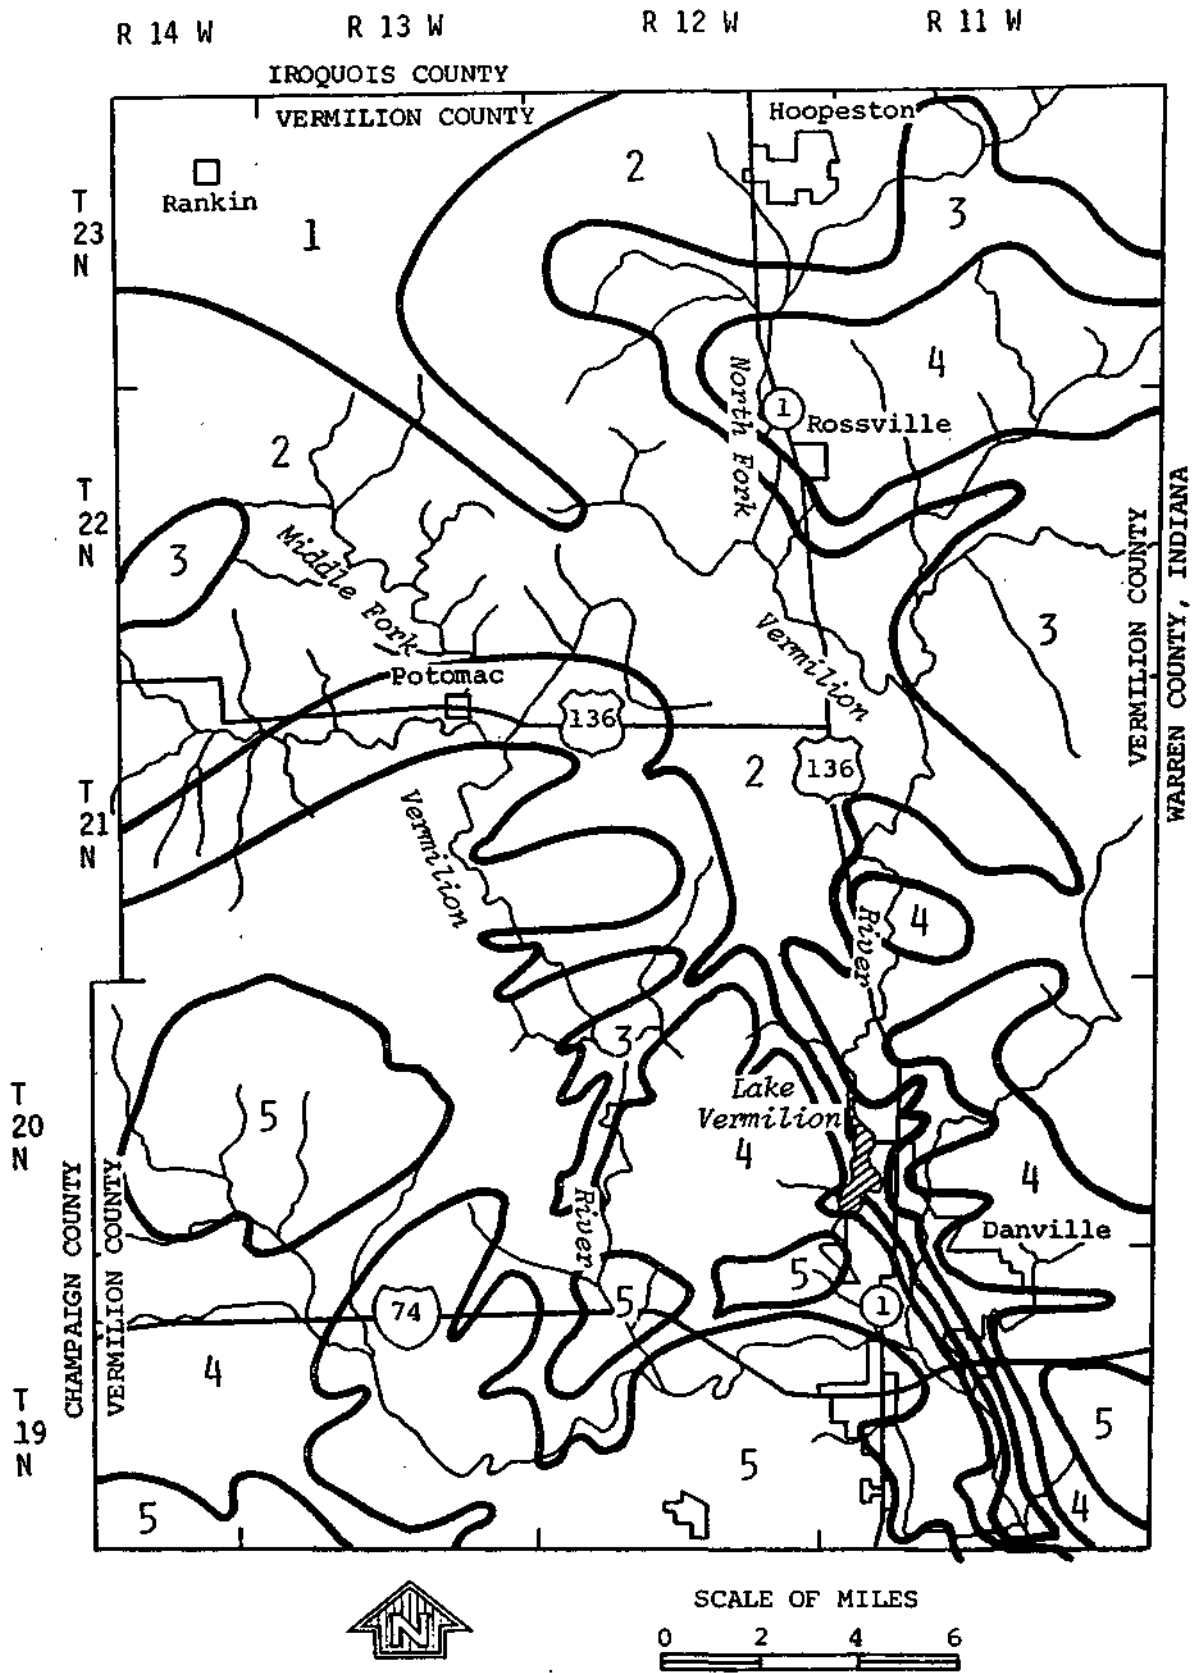 R 14 W
R 13 W
R 12 W
R 11 W
IROQUOIS COUNTY
VERMILION COUNTY
Hoopeston
Rankin
T
23
N
1
2
3
4
North Fork
1
Rossville
T
22
N
2
3
Middle Fork
Vermilion
3
Potomac
136
2
136
T
21
N
Vermilion
4
River
VERMILION COUNTY
WARREN COUNTY, INDIANA
3
T
20
N
5
Lake
Vermilion
4
4
River
Danville
5
5
1
74
CHAMPAIGN COUNTY
VERMILION COUNTY
4
T
19
N
5
5
5
4
N
SCALE OF MILES
0 2 4 6